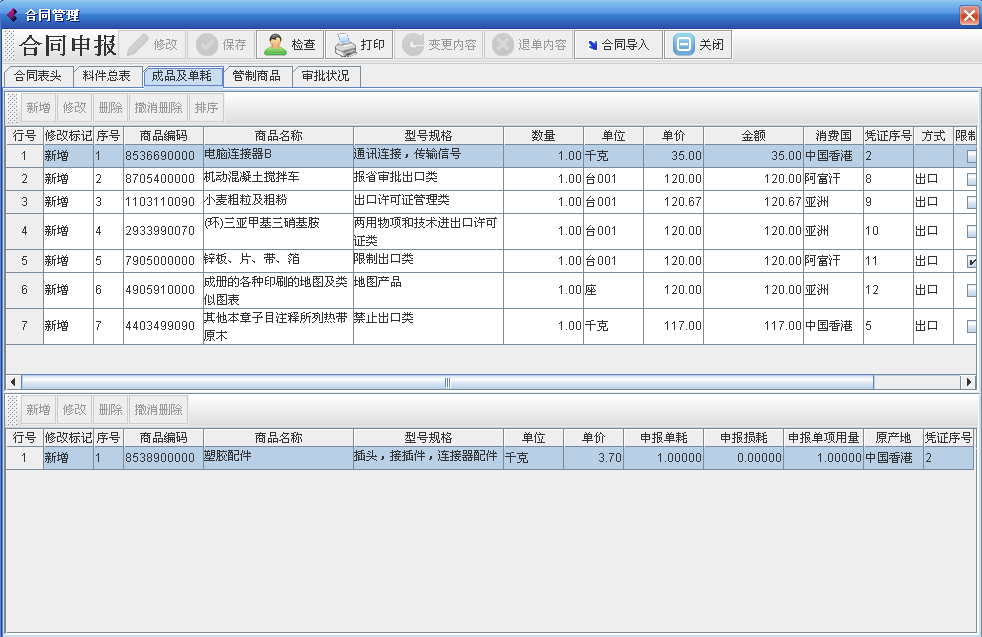 合同管理
合同申报 修改 保存 检查 打印 变更内容 退单内容 合同导入 关闭
合同表头 料件总表 成品及单耗 管制商品 审批状况
新增 修改 删除 撤消删除 排序
行号 修改标记 序号 商品编码 商品名称 型号规格 数量 单位 单价 金额 消费国 凭证序号 方式 限制
1 新增 1 8536690000 电脑连接器B 通讯连接，传输信号 1.00 千克 35.00 35.00 中国香港 2
2 新增 2 8705400000 机动混凝土搅拌车 报省审批出口类 1.00 台001 120.00 120.00 阿富汗 8 出口
3 新增 3 1103110090 小麦粗粒及粗粉 出口许可证管理类 1.00 台001 120.67 120.67 亚洲 9 出口
4 新增 4 2933990070 (环)三亚甲基三硝基胺 两用物项和技术进出口许可
证类 1.00 台001 120.00 120.00 亚洲 10 出口
5 新增 5 7905000000 锌板、片、带、箔 限制出口类 1.00 台001 120.00 120.00 阿富汗 11 出口
6 新增 6 4905910000 成册的各种印刷的地图及类
似图表 地图产品 1.00 座 120.00 120.00 亚洲 12 出口
7 新增 7 4403499090 其他本章子目注释所列热带
原木 禁止出口类 1.00 千克 117.00 117.00 中国香港 5 出口
新增 修改 删除 撤消删除
行号 修改标记 序号 商品编码 商品名称 型号规格 单位 单价 申报单耗 申报损耗 申报单项用量 原产地 凭证序号
1 新增 1 8538900000 塑胶配件 插头，接插件，连接器配件 千克 3.70 1.00000 0.00000 1.00000 中国香港 2